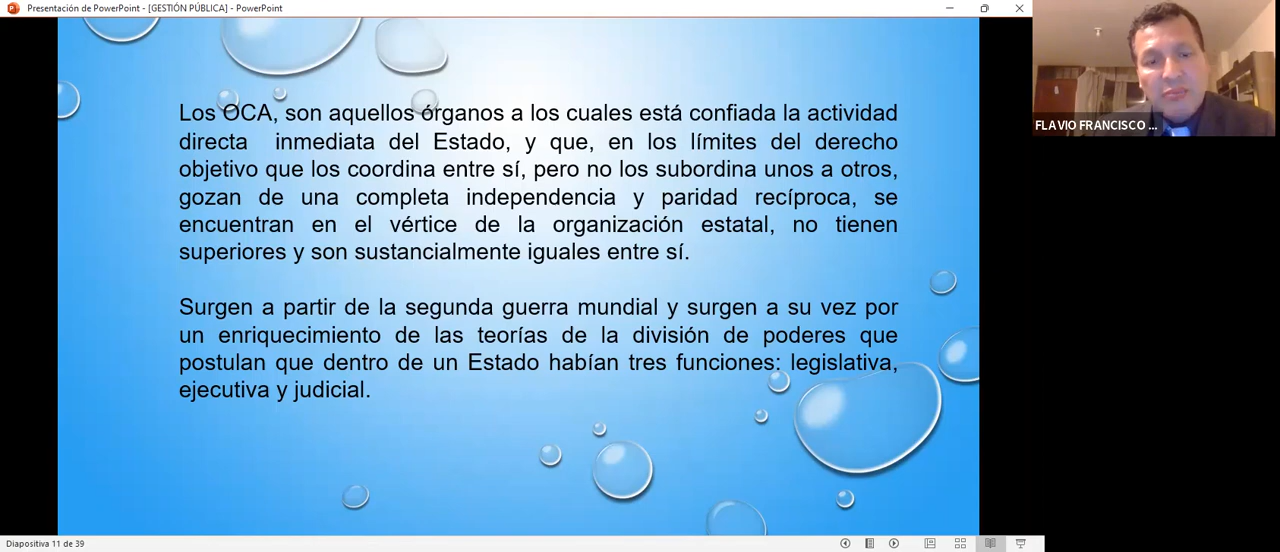 Presentación de PowerPoint - [GESTIÓN PÚBLICA] - PowerPoint
Los OCA, son aquellos órganos a los cuales está confiada la actividad
directa inmediata del Estado, y que, en los límites del derecho
objetivo que los coordina entre sí, pero no los subordina unos a otros,
gozan de una completa independencia y paridad recíproca, se
encuentran en el vértice de la organización estatal, no tienen
superiores y son sustancialmente iguales entre sí.
Surgen a partir de la segunda guerra mundial y surgen a su vez por
un enriquecimiento de las teorías de la división de poderes que
postulan que dentro de un Estado habían tres funciones: legislativa,
ejecutiva y judicial.
FLAVIO FRANCISCO ...
Diapositiva 11 de 39